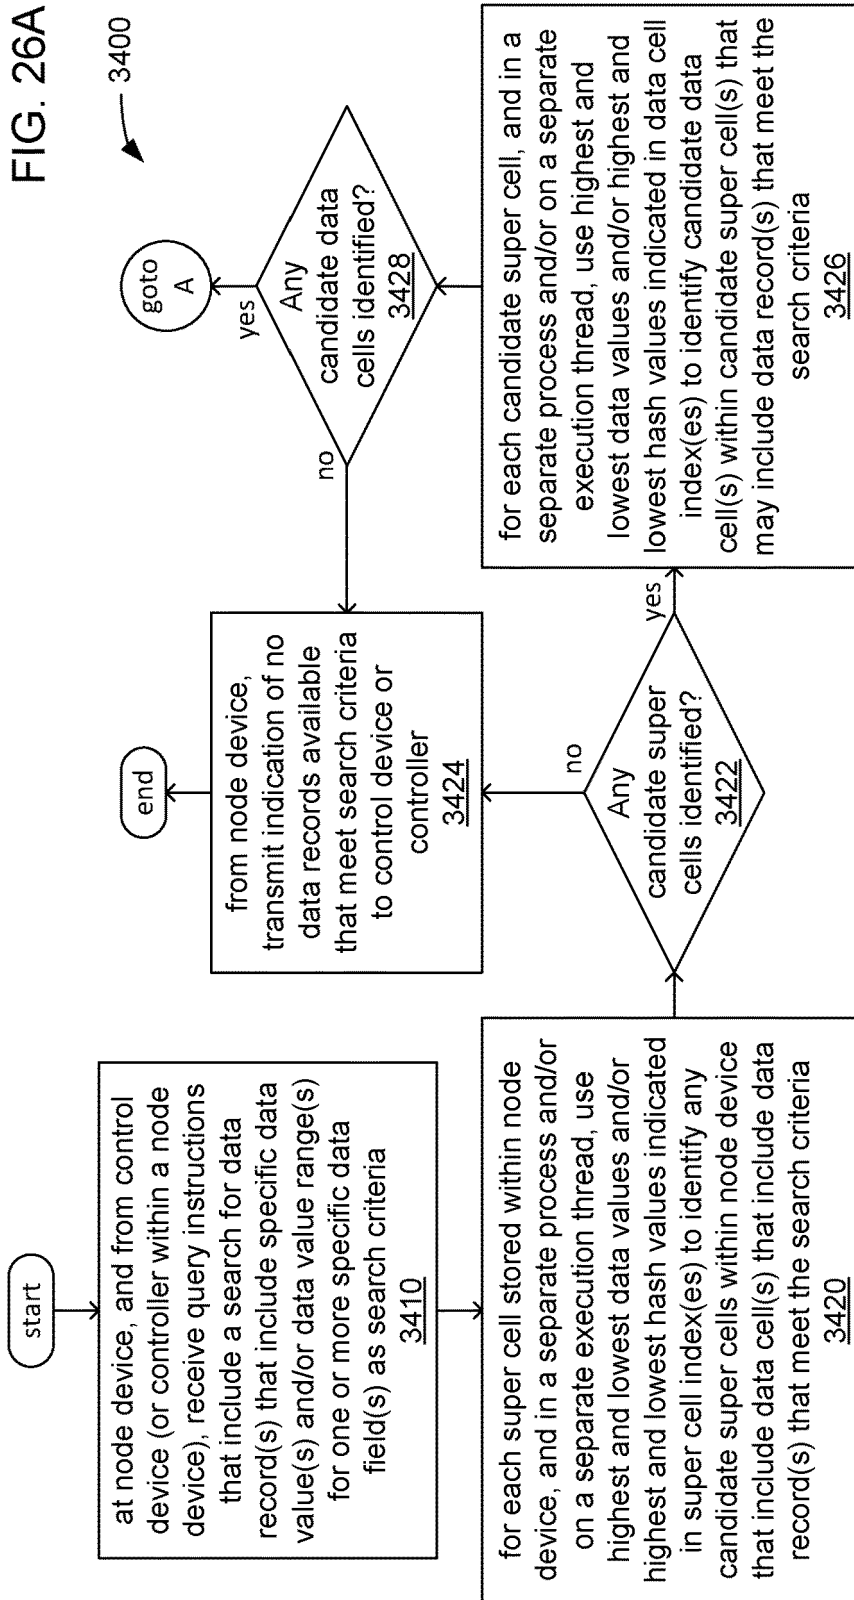 FIG. 26A
3400
start
at node device, and from control
device (or controller within a node
device), receive query instructions
that include a search for data
record(s) that include specific data
value(s) and/or data value range(s)
for one or more specific data
field(s) as search criteria
3410
for each super cell stored within node
device, and in a separate process and/or
on a separate execution thread, use
highest and lowest data values and/or
highest and lowest hash values indicated
in super cell index(es) to identify any
candidate super cells within node device
that include data cell(s) that include data
record(s) that meet the search criteria
3420
Any
candidate super
cells identified?
3422
no
yes
end
from node device,
transmit indication of no
data records available
that meet search criteria
to control device or
controller
3424
for each candidate super cell, and in a
separate process and/or on a separate
execution thread, use highest and
lowest data values and/or highest and
lowest hash values indicated in data cell
index(es) to identify candidate data
cell(s) within candidate super cell(s) that
may include data record(s) that meet the
search criteria
3426
Any
candidate data
cells identified?
3428
no
yes
goto
A